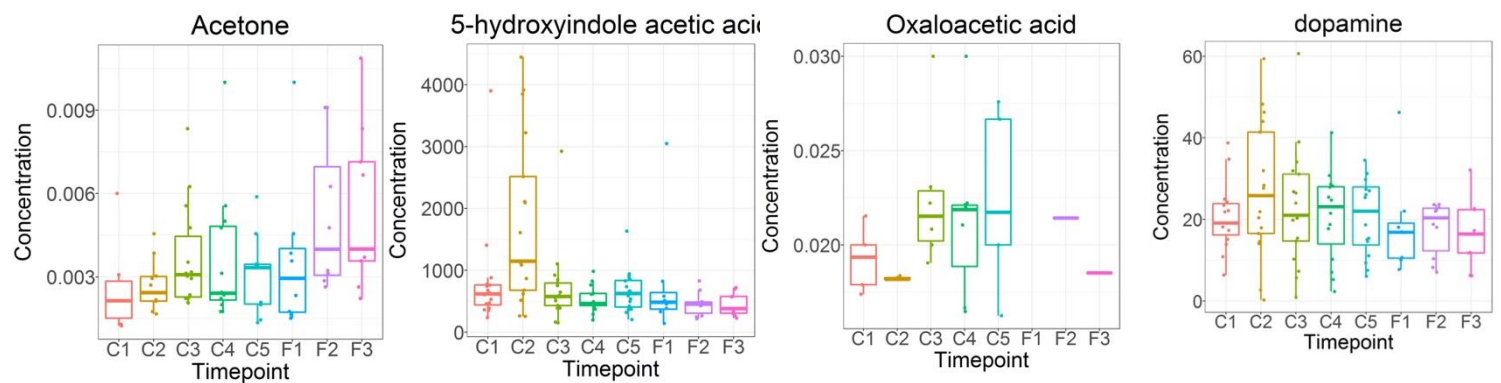 Acetone
Concentration
0.009
0.006
0.003
C1 C2 C3 C4 C5 F1 F2 F3
Timepoint
5-hydroxyindole acetic aci
Concentration
4000
3000
2000
1000
0
C1 C2 C3 C4 C5 F1 F2 F3
Timepoint
Oxaloacetic acid
Concentration
0.030
0.025
0.020
C1 C2 C3 C4 C5 F1 F2 F3
Timepoint
dopamine
Concentration
60
40
20
0
C1 C2 C3 C4 C5 F1 F2 F3
Timepoint